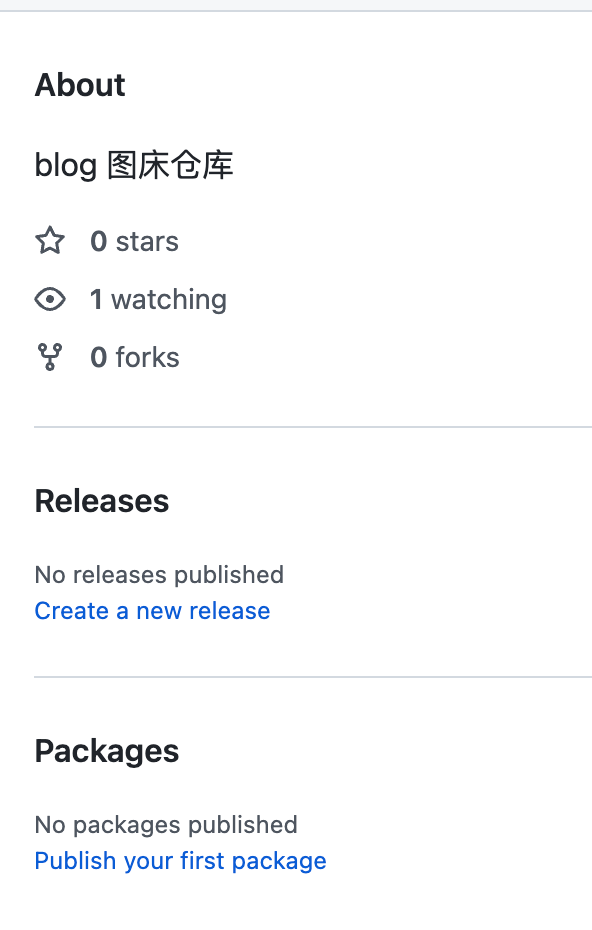 About
blog 图床仓库
0 stars
1 watching
0 forks
Releases
No releases published
Create a new release
Packages
No packages published
Publish your first package